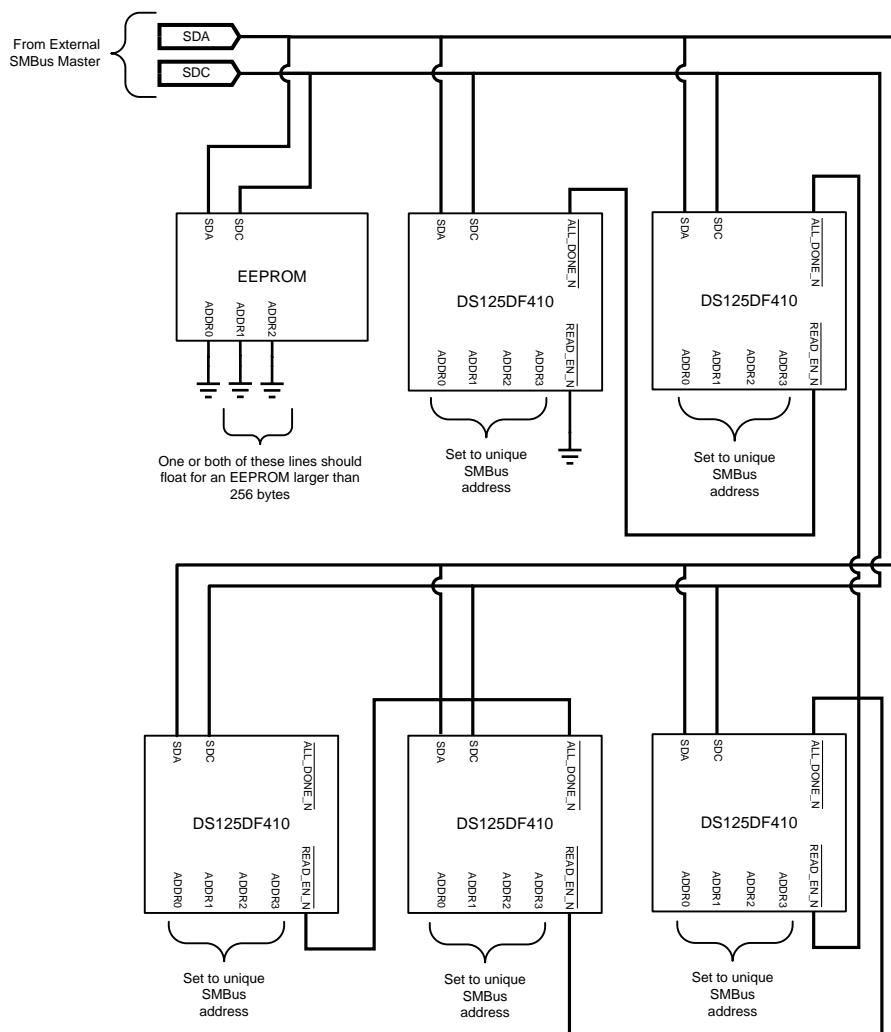 From External
SMBus Master
SDA
SDC
SDA
SDC
EEPROM
ADDR0
ADDR1
ADDR2
One or both of these lines should
float for an EEPROM larger than
256 bytes
SDA
SDC
ALL_DONE_N
DS125DF410
ADDR0
ADDR1
ADDR2
ADDR3
READ_EN_N
Set to unique
SMBus
address
SDA
SDC
ALL_DONE_N
DS125DF410
ADDR0
ADDR1
ADDR2
ADDR3
READ_EN_N
Set to unique
SMBus
address
SDA
SDC
ALL_DONE_N
DS125DF410
ADDR0
ADDR1
ADDR2
ADDR3
READ_EN_N
Set to unique
SMBus
address
SDA
SDC
ALL_DONE_N
DS125DF410
ADDR0
ADDR1
ADDR2
ADDR3
READ_EN_N
Set to unique
SMBus
address
SDA
SDC
ALL_DONE_N
DS125DF410
ADDR0
ADDR1
ADDR2
ADDR3
READ_EN_N
Set to unique
SMBus
address